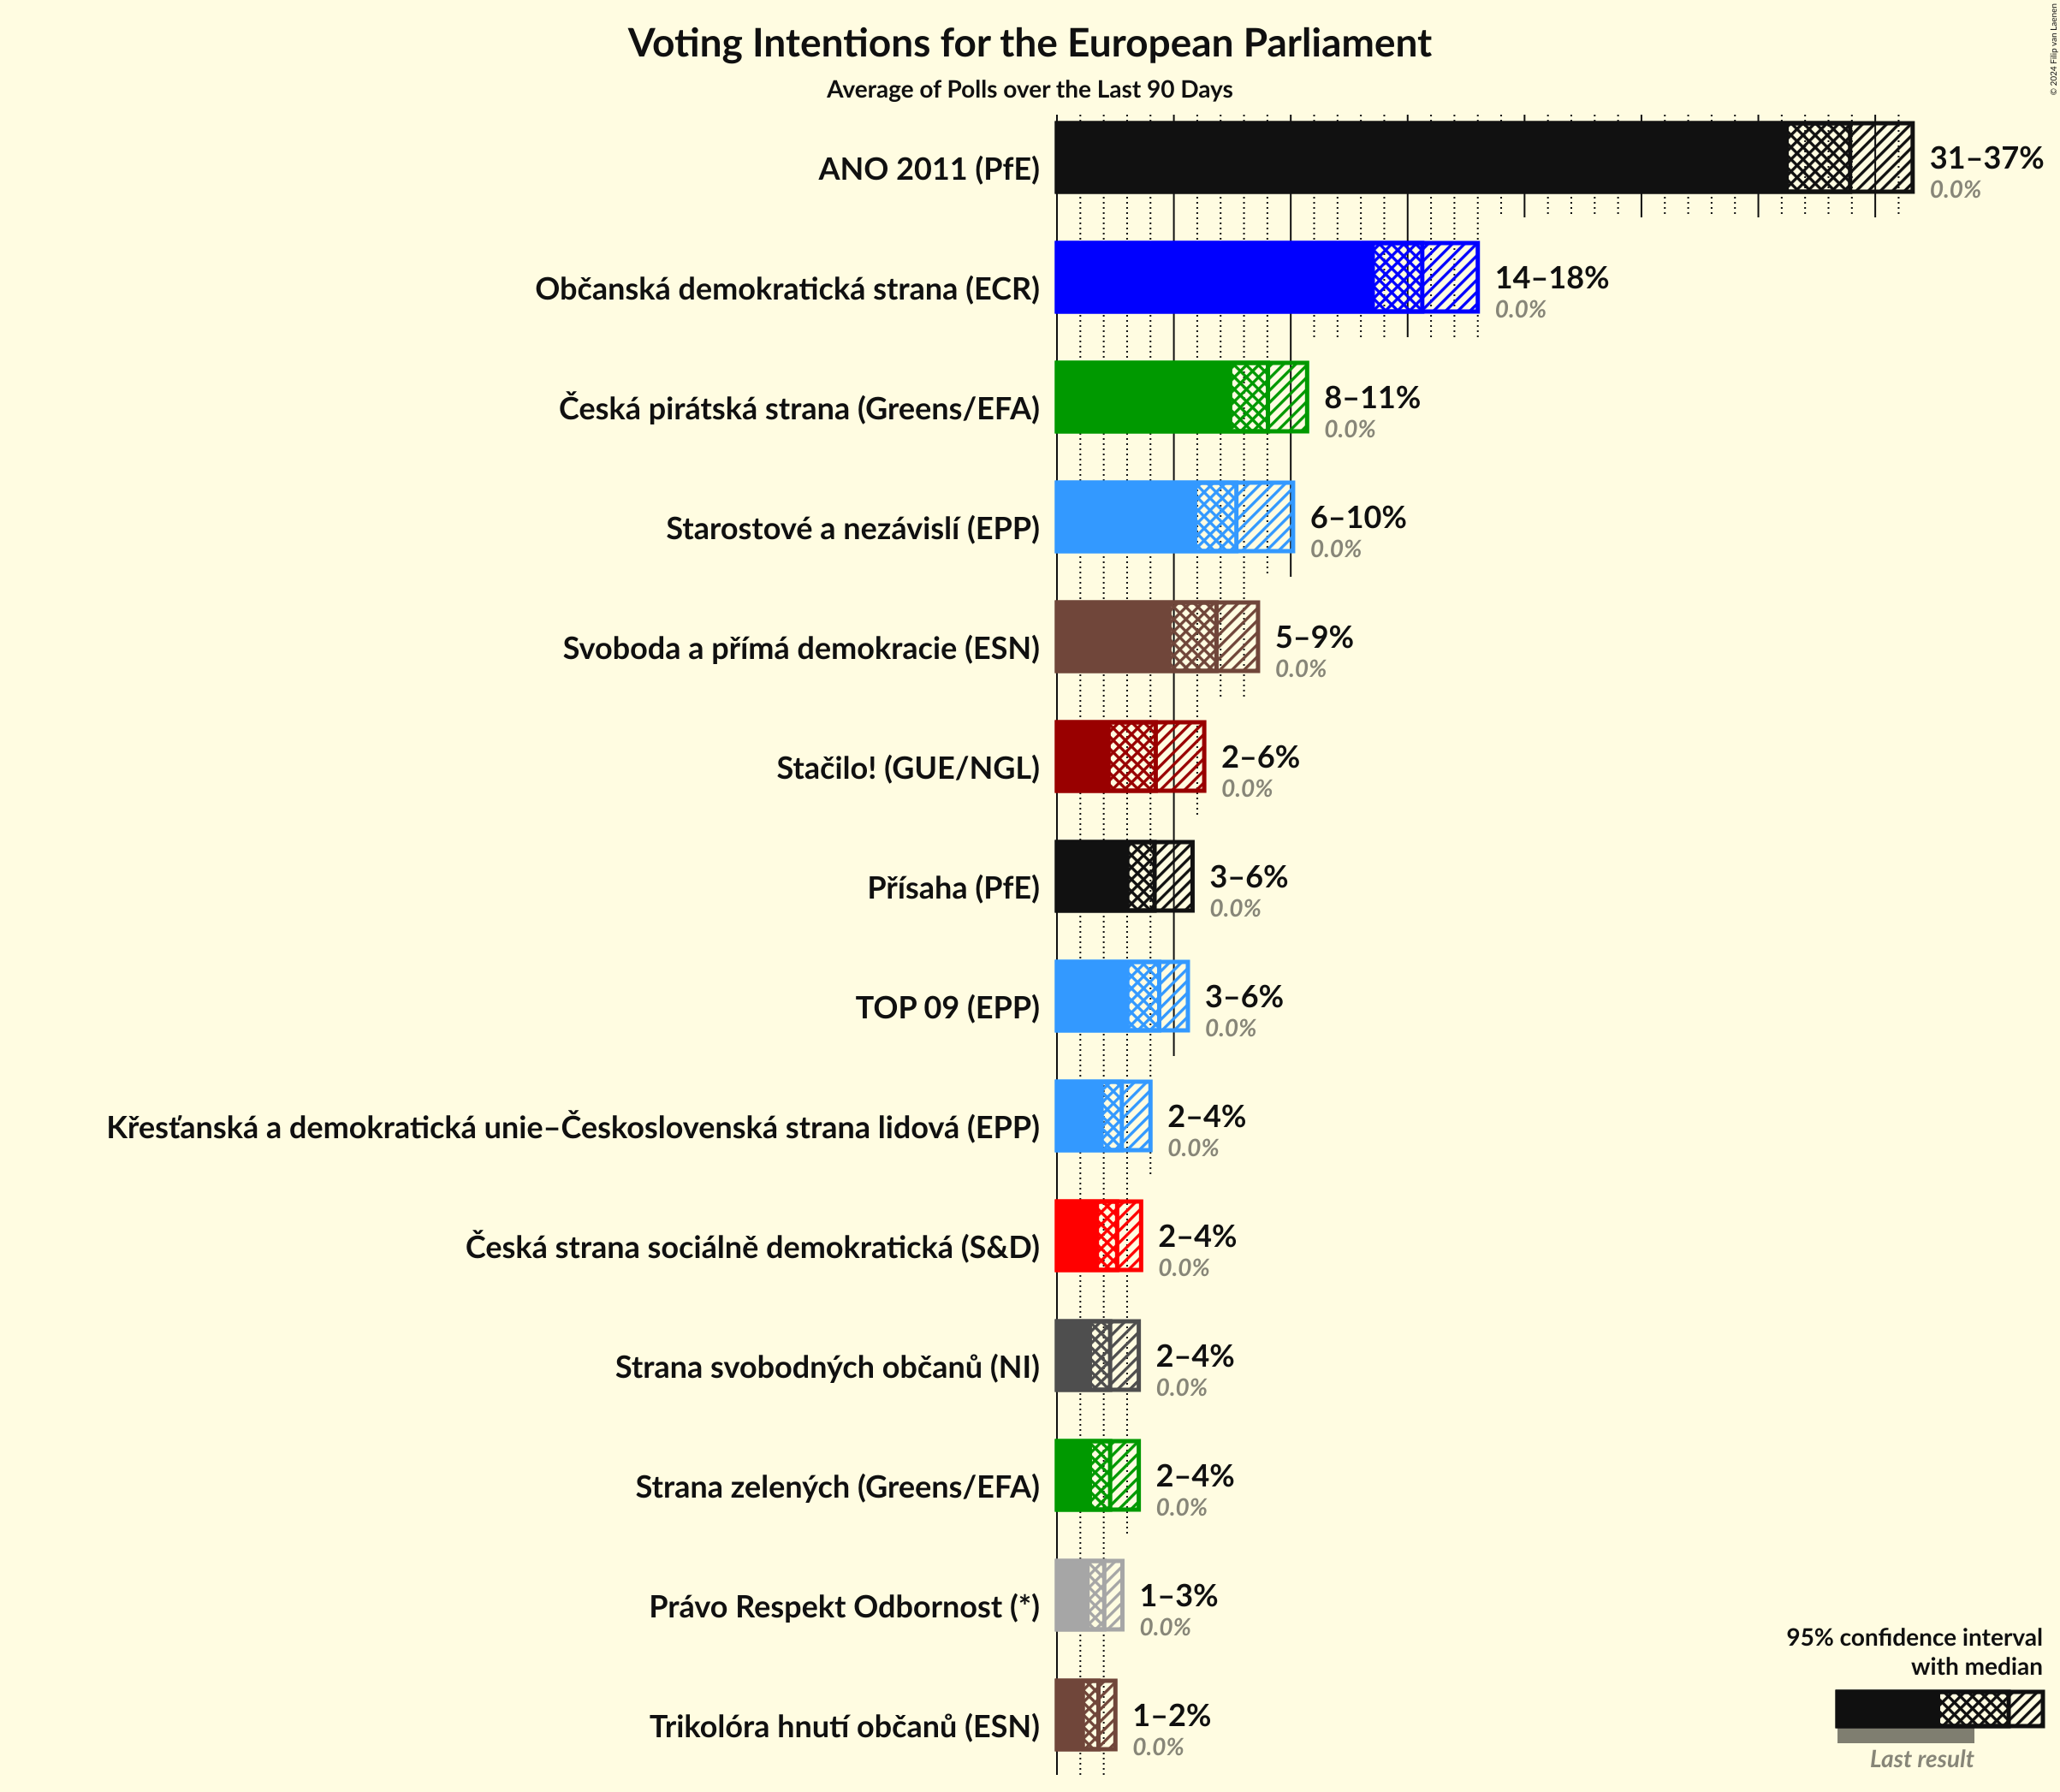 Voting Intentions for the European Parliament
Average of Polls over the Last 90 Days
© 2024 Filip van Laenen
ANO 2011 (PfE)
31–37%
0.0%
Občanská demokratická strana (ECR)
14–18%
0.0%
Česká pirátská strana (Greens/EFA)
8–11%
0.0%
Starostové a nezávislí (EPP)
6–10%
0.0%
Svoboda a přímá demokracie (ESN)
5–9%
0.0%
Stačilo! (GUE/NGL)
2–6%
0.0%
Přísaha (PfE)
3–6%
0.0%
TOP 09 (EPP)
3–6%
0.0%
Křesťanská a demokratická unie–Československá strana lidová (EPP)
2–4%
0.0%
Česká strana sociálně demokratická (S&D)
2–4%
0.0%
Strana svobodných občanů (NI)
2–4%
0.0%
Strana zelených (Greens/EFA)
2–4%
0.0%
Právo Respekt Odbornost (*)
1–3%
0.0%
Trikolóra hnutí občanů (ESN)
1–2%
0.0%
95% confidence interval
with median
Last result